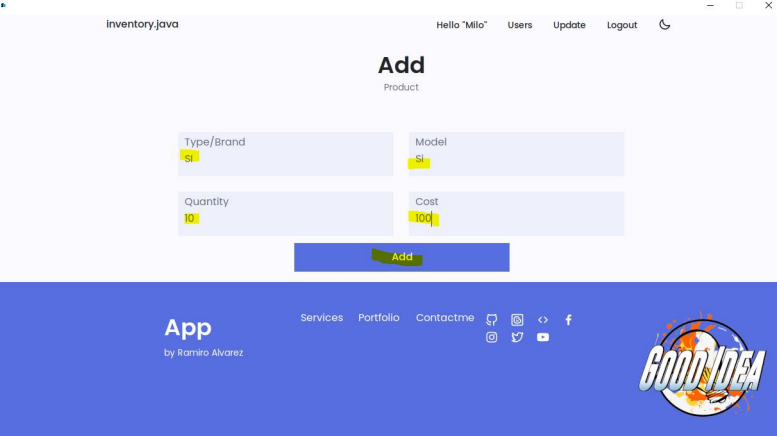 inventory.java
Hello "Milo" Users Update Logout
Add
Product
Type/Brand
SI
Model
Si
Quantity
10
Cost
100
Add
App
by Ramiro Alvarez
Services Portfolio Contactme
GOOD IDEA